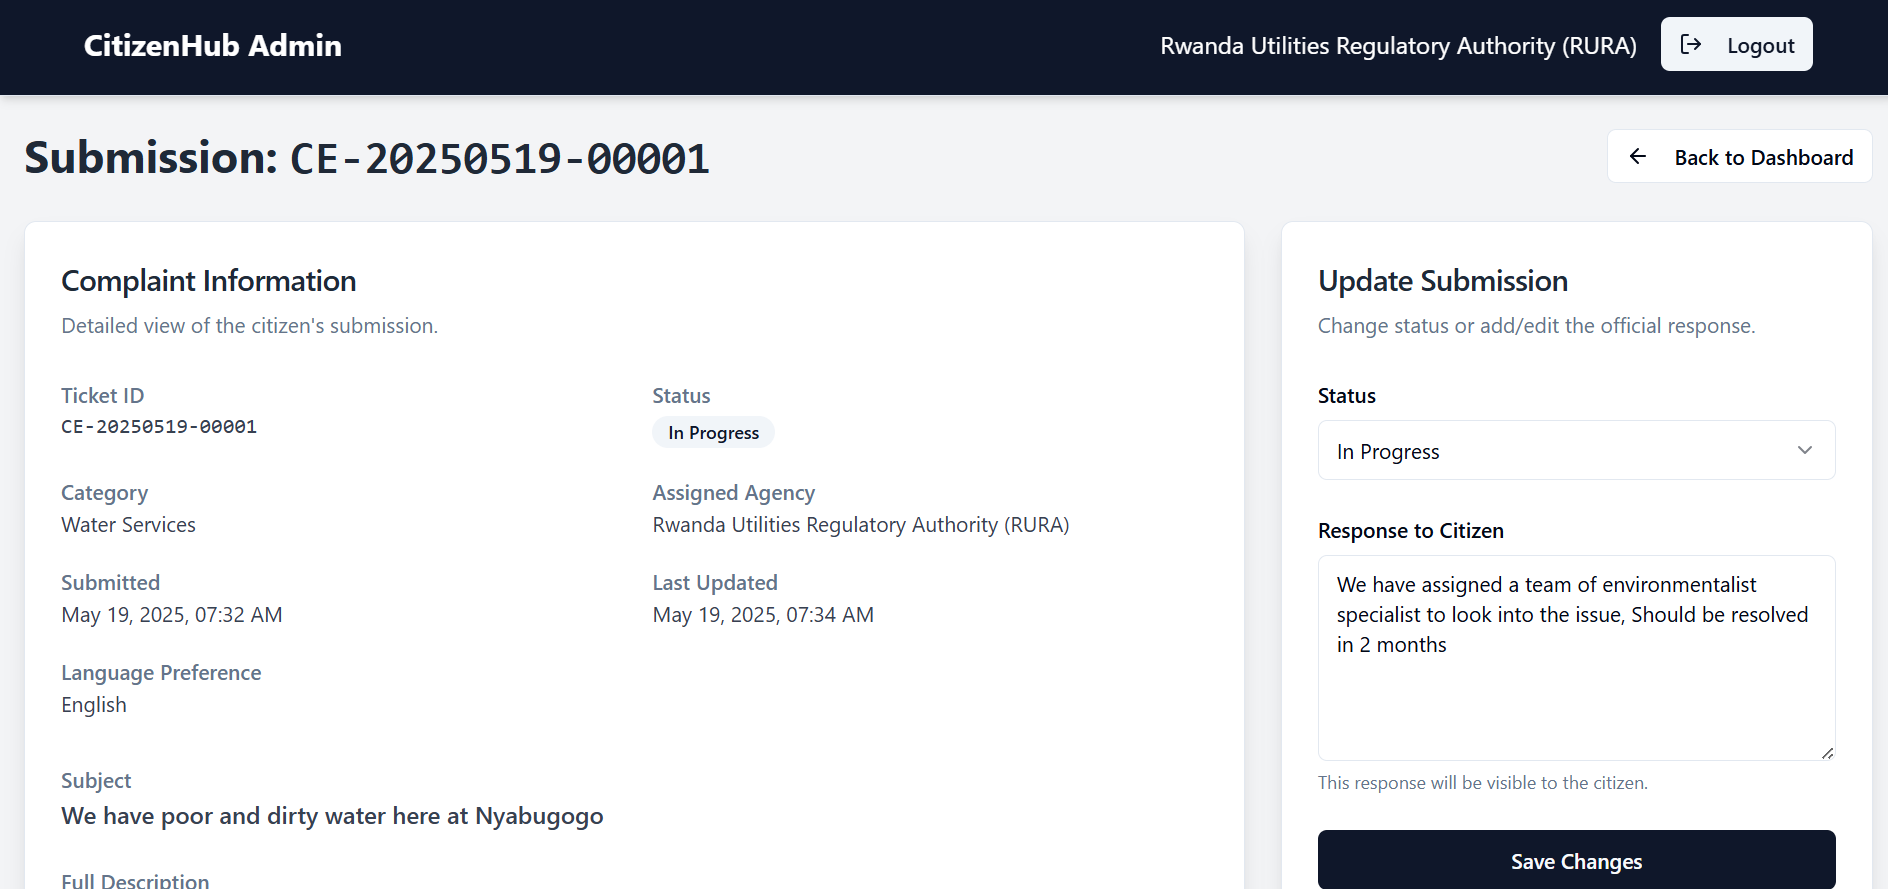 CitizenHub Admin
Rwanda Utilities Regulatory Authority (RURA)
Logout
Submission: CE-20250519-00001
Back to Dashboard
Complaint Information
Detailed view of the citizen's submission.
Ticket ID
CE-20250519-00001
Status
In Progress
Category
Water Services
Assigned Agency
Rwanda Utilities Regulatory Authority (RURA)
Submitted
May 19, 2025, 07:32 AM
Last Updated
May 19, 2025, 07:34 AM
Language Preference
English
Subject
We have poor and dirty water here at Nyabugogo
Full Description
Update Submission
Change status or add/edit the official response.
Status
In Progress
Response to Citizen
We have assigned a team of environmentalist
specialist to look into the issue, Should be resolved
in 2 months
This response will be visible to the citizen.
Save Changes